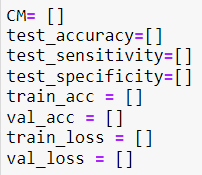 CM= []
test_accuracy=[]
test_sensitivity=[]
test_specificity=[]
train_acc = []
val_acc = []
train_loss = []
val_loss = []